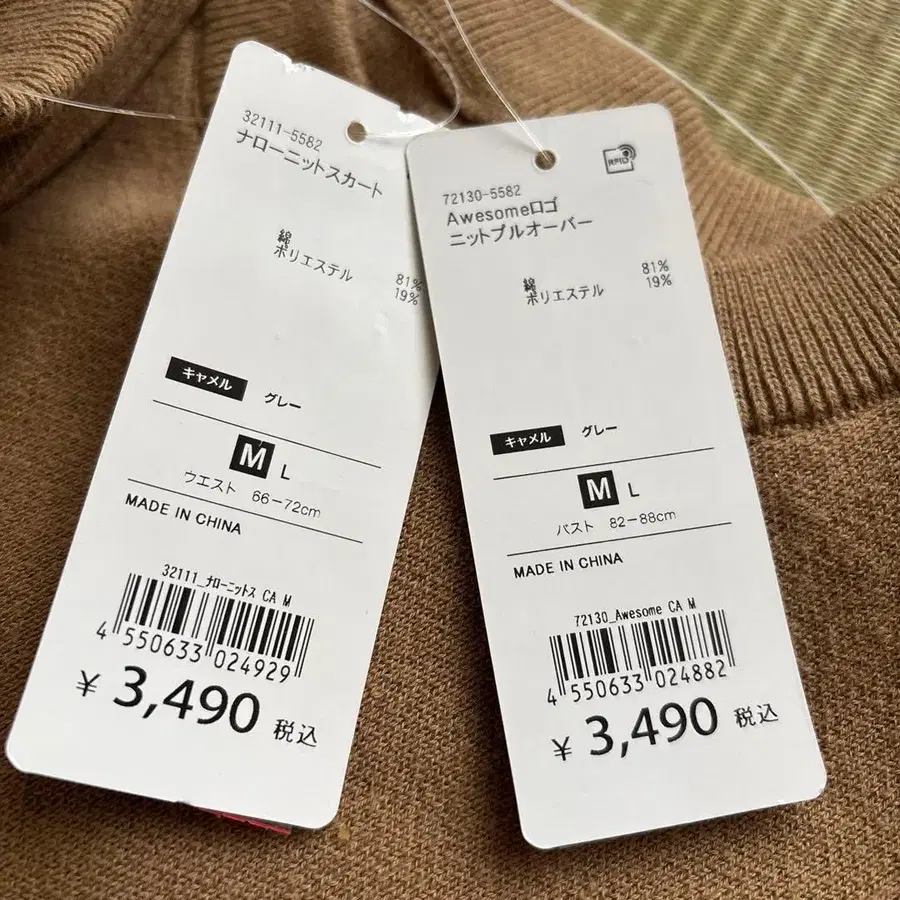 32111-5582
ナローニットスカート
綿 81%
ポリエステル 19%
キャメル グレー
M L
ウエスト 66-72cm
MADE IN CHINA
32111_ﾅﾛｰﾆｯﾄｽ CA M
4 550633 024929
¥ 3,490 税込
RFID
72130-5582
Awesomeロゴ
ニットプルオーバー
綿 81%
ポリエステル 19%
キャメル グレー
M L
バスト 82-88cm
MADE IN CHINA
72130_Awesome CA M
4 550633 024882
¥ 3,490 税込